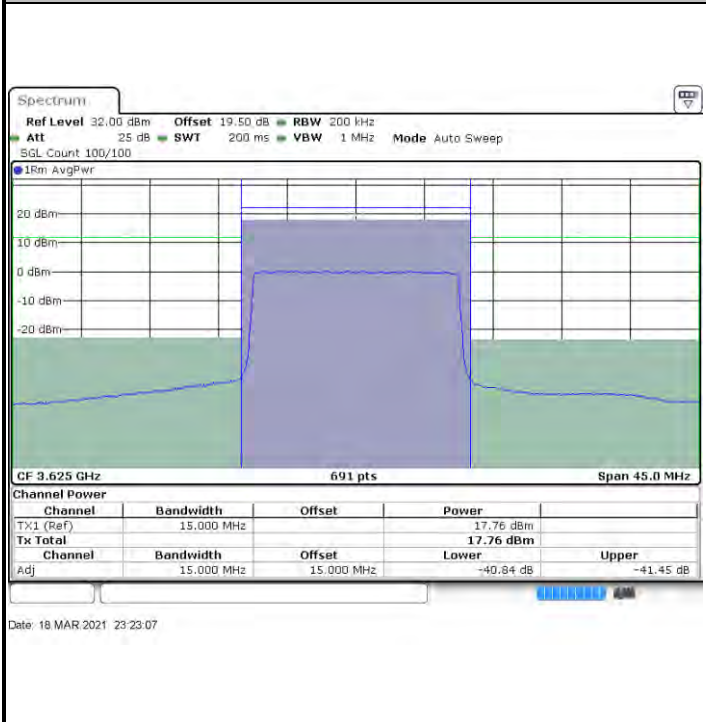 Spectrum
Ref Level 32.00 dBm Offset 19.50 dB RBW 200 kHz
Att 25 dB SWT 200 ms VBW 1 MHz Mode Auto Sweep
SGL Count 100/100
1Rm AvgPwr
20 dBm
10 dBm
0 dBm
-10 dBm
-20 dBm
CF 3.625 GHz 691 pts Span 45.0 MHz
Channel Power
Channel Bandwidth Offset Power
TX1 (Ref) 15.000 MHz 17.76 dBm
Tx Total 17.76 dBm
Channel Bandwidth Offset Lower Upper
Adj 15.000 MHz 15.000 MHz -40.84 dB -41.45 dB
Date: 18.MAR.2021 23:23:07